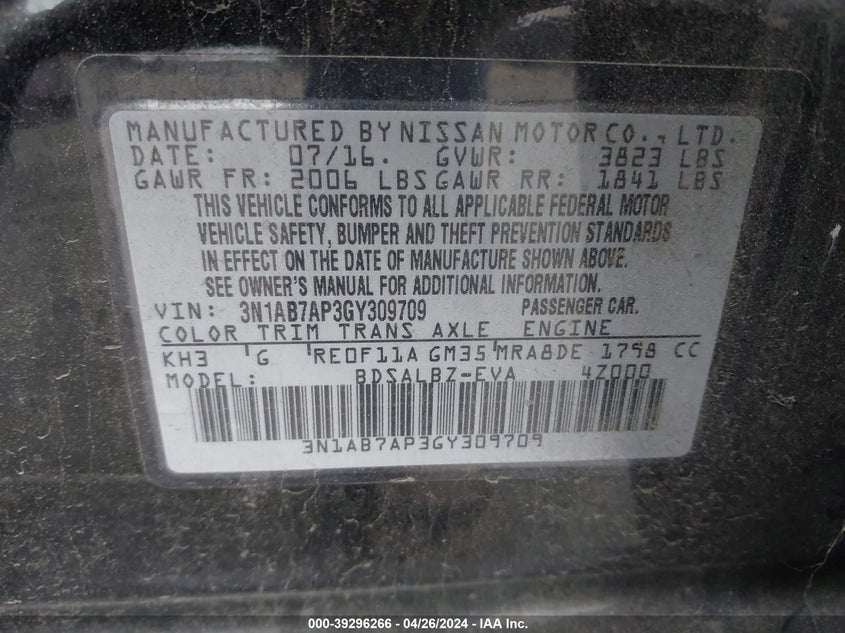 MANUFACTURED BY NISSAN MOTOR CO., LTD.
DATE: 07/16. GVWR: 3823 LBS
GAWR FR: 2006 LBS GAWR RR: 1841 LBS
THIS VEHICLE CONFORMS TO ALL APPLICABLE FEDERAL MOTOR
VEHICLE SAFETY, BUMPER AND THEFT PREVENTION STANDARDS
IN EFFECT ON THE DATE OF MANUFACTURE SHOWN ABOVE.
SEE OWNER'S MANUAL FOR ADDITIONAL INFORMATION.
VIN: 3N1AB7AP3GY309709 PASSENGER CAR.
COLOR TRIM TRANS AXLE ENGINE
KH3 G RE0F11A GM35 MRA8DE 1798 CC
MODEL: BDSALBZ-EVA 4Z000
3N1AB7AP3GY309709
000-39296266 - 04/26/2024 - IAAI - IAA Inc.